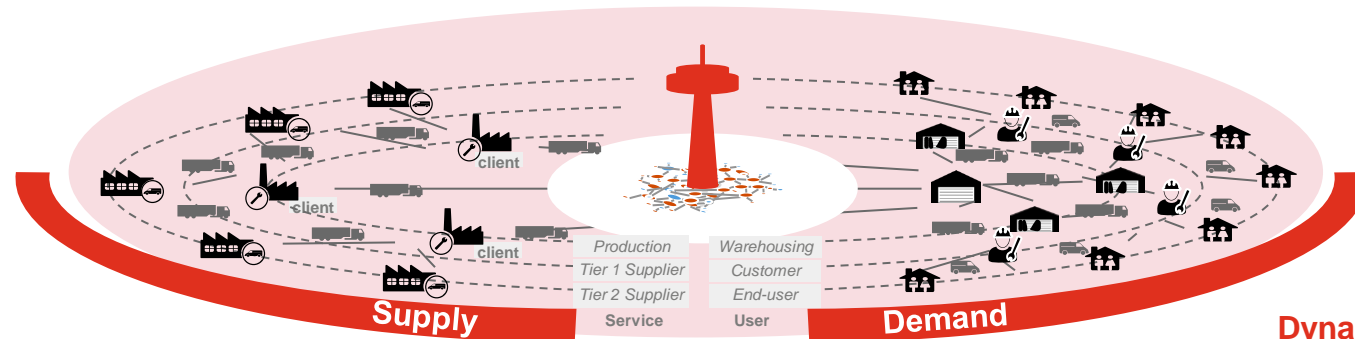 client
client
client
Production
Warehousing
Tier 1 Supplier
Customer
Tier 2 Supplier
End-user
Supply
Service
User
Demand
Dyna